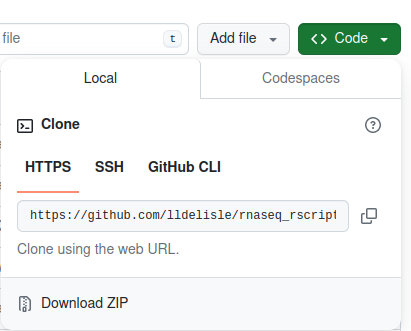 file t Add file <> Code
Local Codespaces
Clone
HTTPS SSH GitHub CLI
https://github.com/lldelisle/rnaseq_rscript
Clone using the web URL.
Download ZIP